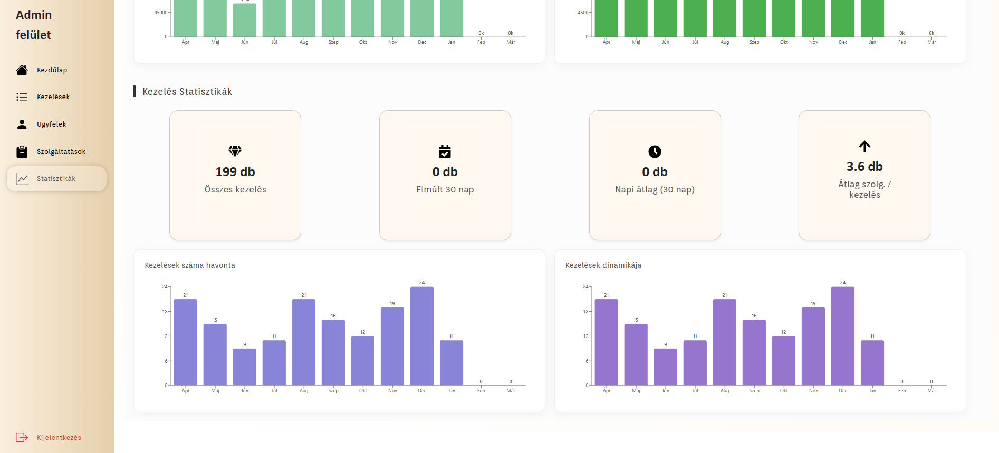 Admin
felület
Kezdőlap
Kezelések
Ügyfelek
Szolgáltatások
Statisztikák
Kijelentkezés
95000
0
0k
0k
Ápr
Máj
Jún
Júl
Aug
Szep
Okt
Nov
Dec
Jan
Feb
Már
4500
0
0k
0k
Ápr
Máj
Jún
Júl
Aug
Szep
Okt
Nov
Dec
Jan
Feb
Már
Kezelés Statisztikák
199 db
Összes kezelés
0 db
Elmúlt 30 nap
0 db
Napi átlag (30 nap)
3.6 db
Átlag szolg. /
kezelés
Kezelések száma havonta
24
18
12
6
0
21
15
9
11
21
16
12
19
24
11
0
0
Ápr
Máj
Jún
Júl
Aug
Szep
Okt
Nov
Dec
Jan
Feb
Már
Kezelések dinamikája
24
18
12
6
0
21
15
9
11
21
16
12
19
24
11
0
0
Ápr
Máj
Jún
Júl
Aug
Szep
Okt
Nov
Dec
Jan
Feb
Már